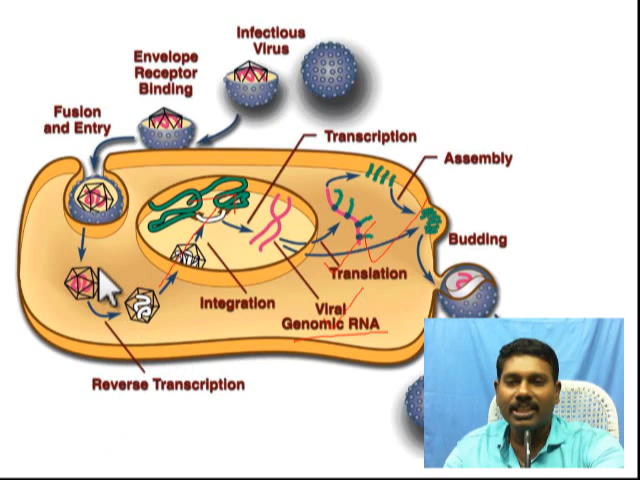 Infectious
Virus
Envelope
Receptor
Binding
Fusion
and Entry
Transcription
Assembly
Budding
Translation
Integration
Viral
Genomic RNA
Reverse Transcription